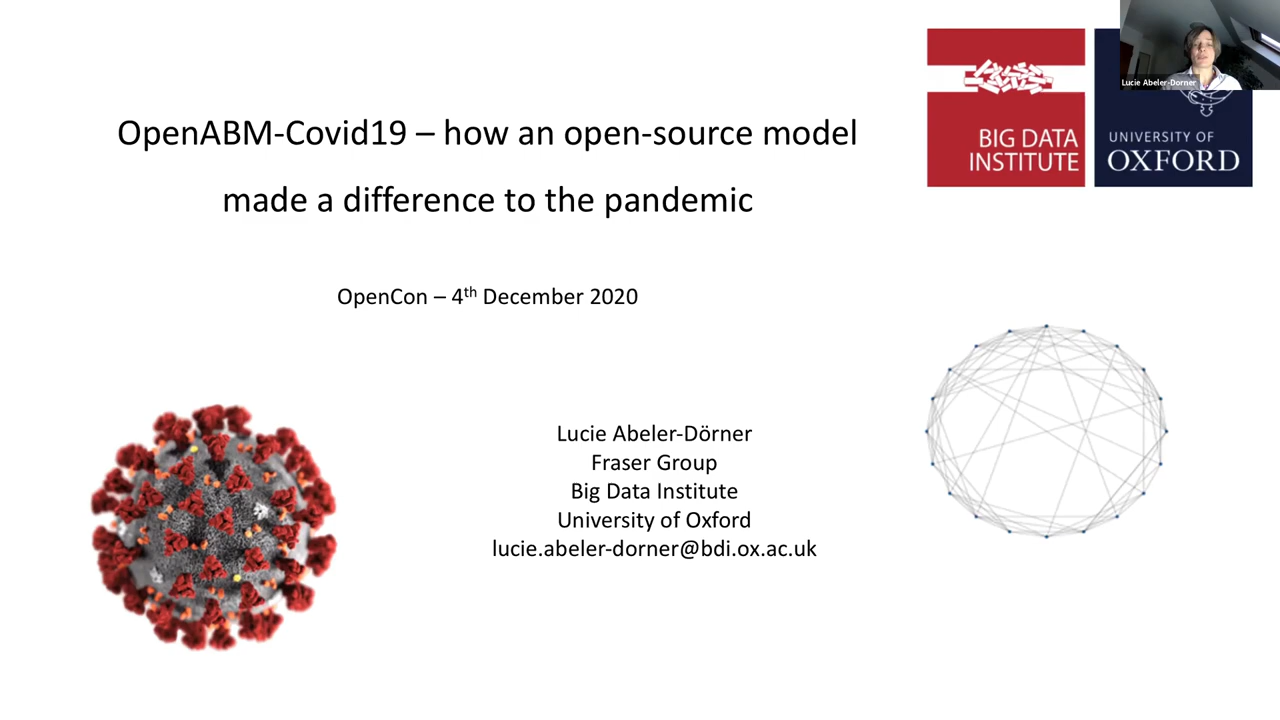 OpenABM-Covid19 – how an open-source model
made a difference to the pandemic
OpenCon – 4th December 2020
Lucie Abeler-Dörner
Fraser Group
Big Data Institute
University of Oxford
lucie.abeler-dorner@bdi.ox.ac.uk
BIG DATA
INSTITUTE
UNIVERSITY OF
OXFORD
Lucie Abeler-Dorner